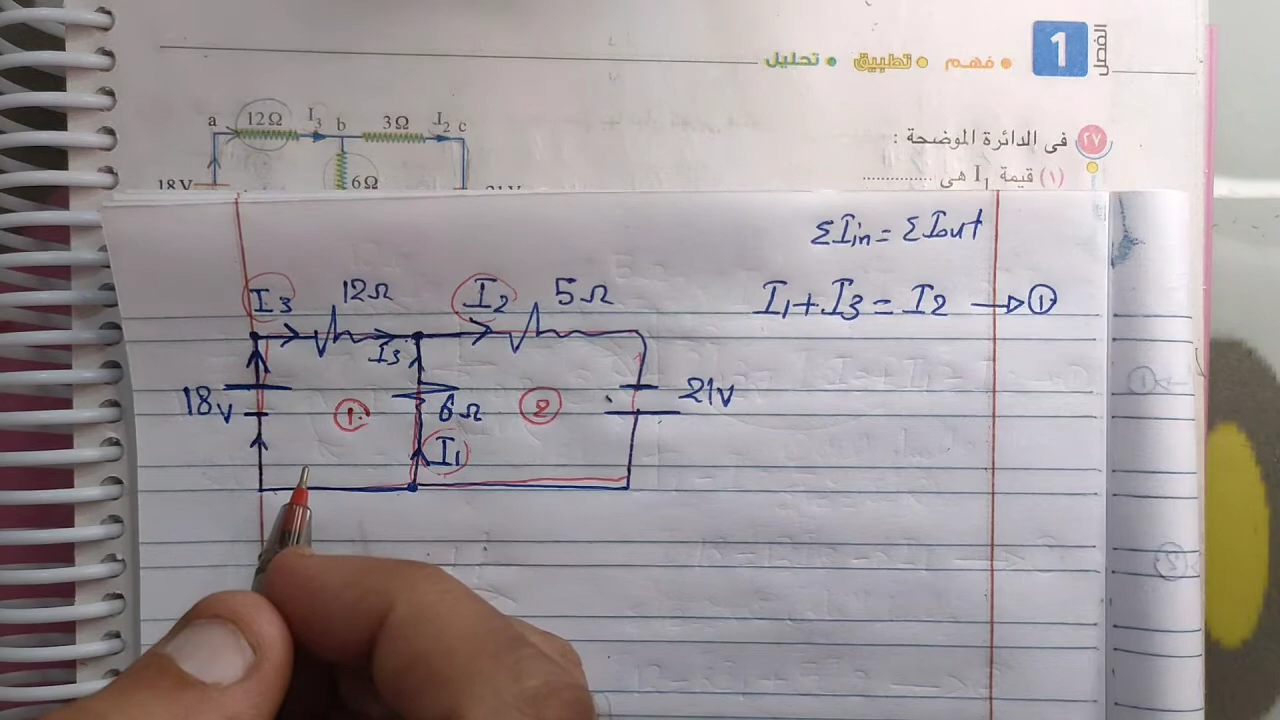 الفصل
1
فهم • تطبيق • تحليل
٢٧ فى الدائرة الموضحة :
(١) قيمة I₁ هى ..............
a 12Ω I₃ b 3Ω I₂ c
18V 6Ω 21V
ΣIin = ΣIout
I₁ + I₃ = I₂ → ①
I₃ 12Ω I₂ 5Ω
I₃
18V ① 6Ω ② 21V
I₁